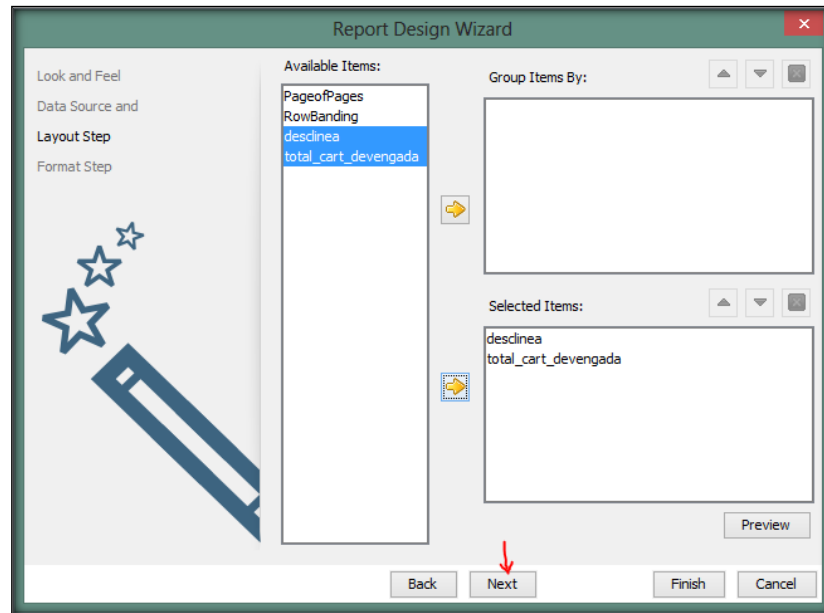 Report Design Wizard
Look and Feel
Data Source and
Layout Step
Format Step
Available Items:
PageofPages
RowBanding
desclinea
total_cart_devengada
Group Items By:
Selected Items:
desclinea
total_cart_devengada
Preview
Back
Next
Finish
Cancel